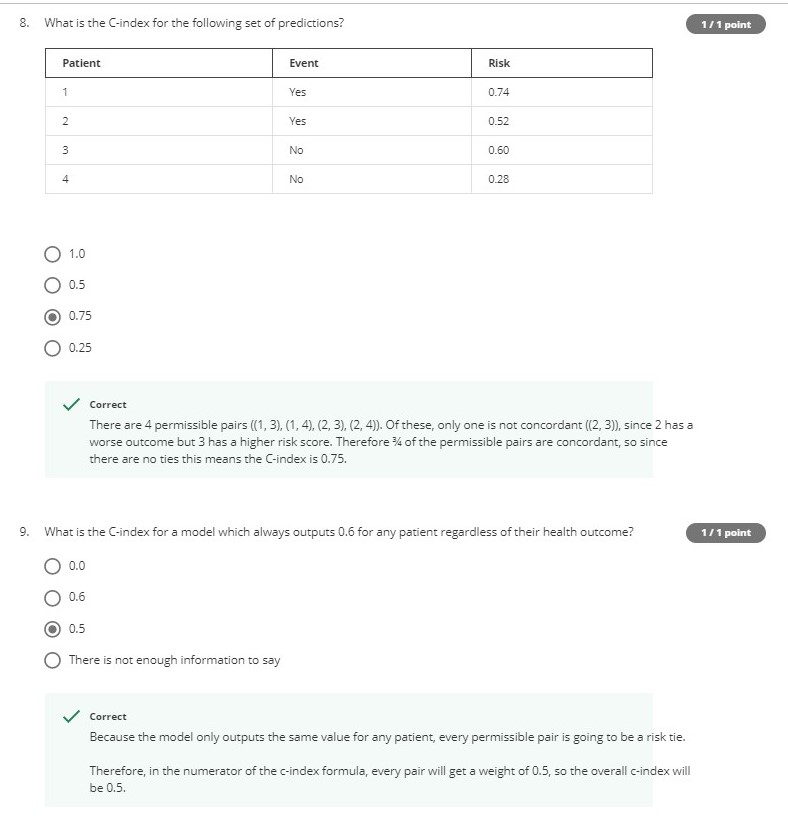 8. What is the C-index for the following set of predictions?
1 / 1 point
Patient Event Risk
1 Yes 0.74
2 Yes 0.52
3 No 0.60
4 No 0.28
1.0
0.5
0.75
0.25
Correct
There are 4 permissible pairs ((1, 3), (1, 4), (2, 3), (2, 4)). Of these, only one is not concordant ((2, 3)), since 2 has a
worse outcome but 3 has a higher risk score. Therefore ¾ of the permissible pairs are concordant, so since
there are no ties this means the C-index is 0.75.
9. What is the C-index for a model which always outputs 0.6 for any patient regardless of their health outcome?
1 / 1 point
0.0
0.6
0.5
There is not enough information to say
Correct
Because the model only outputs the same value for any patient, every permissible pair is going to be a risk tie.
Therefore, in the numerator of the c-index formula, every pair will get a weight of 0.5, so the overall c-index will
be 0.5.